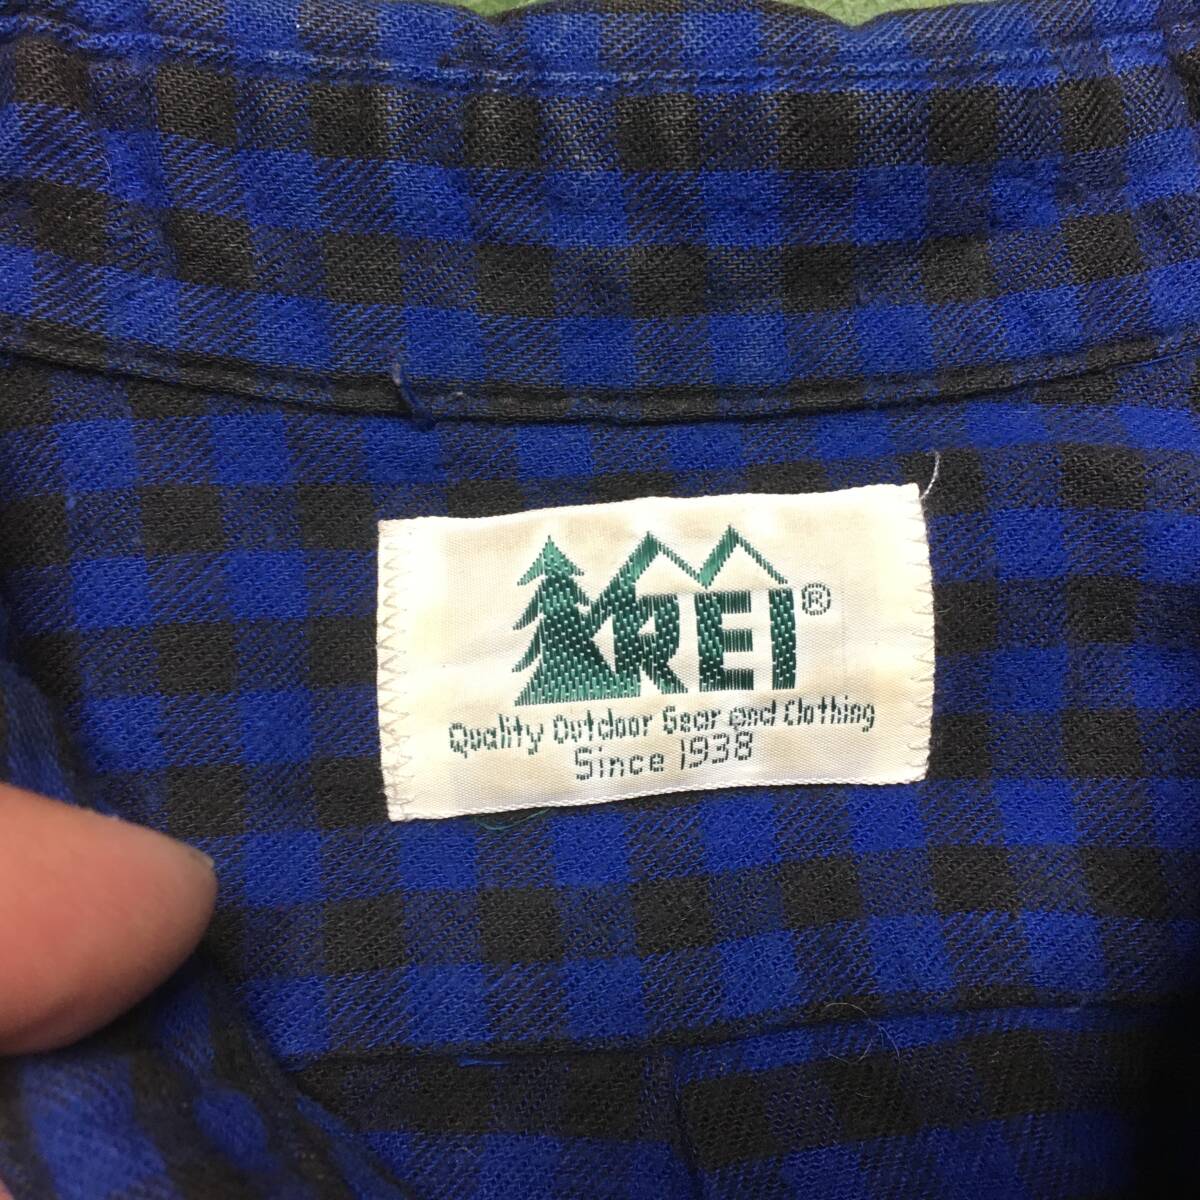 REI®
Quality Outdoor Gear and Clothing
Since 1938